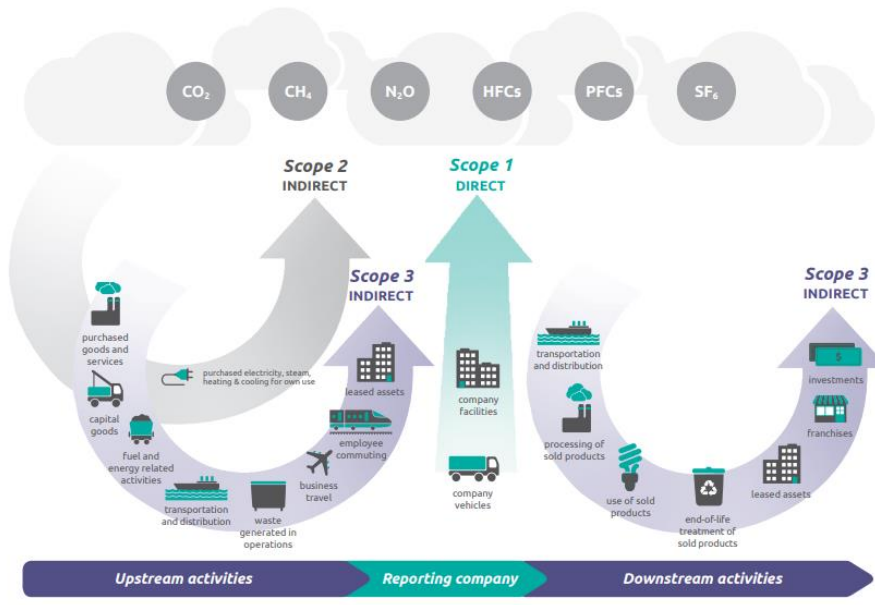 CO₂
CH₄
N₂O
HFCs
PFCs
SF₆
Scope 2
INDIRECT
Scope 1
DIRECT
Scope 3
INDIRECT
Scope 3
INDIRECT
purchased
goods and
services
capital
goods
fuel and
energy related
activities
purchased electricity, steam,
heating & cooling for own use
transportation
and distribution
waste
generated in
operations
business
travel
employee
commuting
leased assets
company
facilities
company
vehicles
transportation
and distribution
processing of
sold products
use of sold
products
end-of-life
treatment of
sold products
leased assets
franchises
investments
$
Upstream activities
Reporting company
Downstream activities